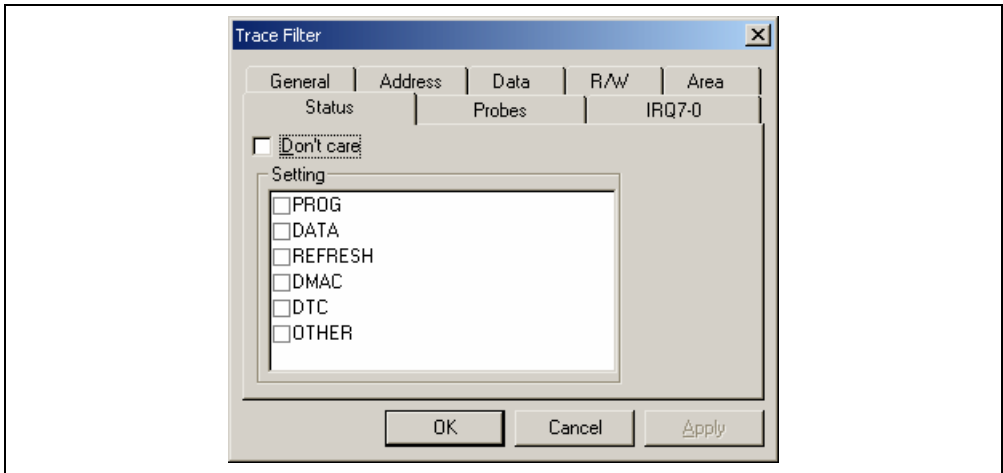 Trace Filter
General Address Data R/W Area
Status Probes IRQ7-0
Don't care
Setting
PROG
DATA
REFRESH
DMAC
DTC
OTHER
OK Cancel Apply